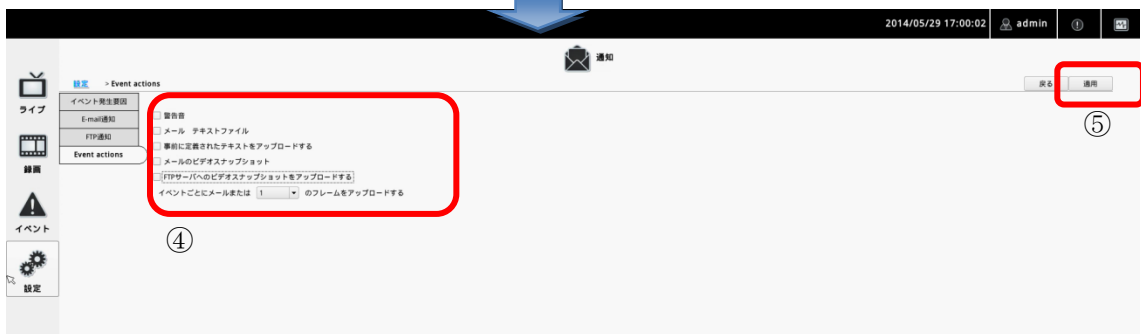 2014/05/29 17:00:02 admin
通知
設定 > Event actions
戻る 適用
⑤
ライブ
録画
イベント
設定
イベント発生要因
E-mail通知
FTP通知
Event actions
警告音
メール テキストファイル
事前に定義されたテキストをアップロードする
メールのビデオスナップショット
FTPサーバへのビデオスナップショットをアップロードする
イベントごとにメールまたは 1 のフレームをアップロードする
④